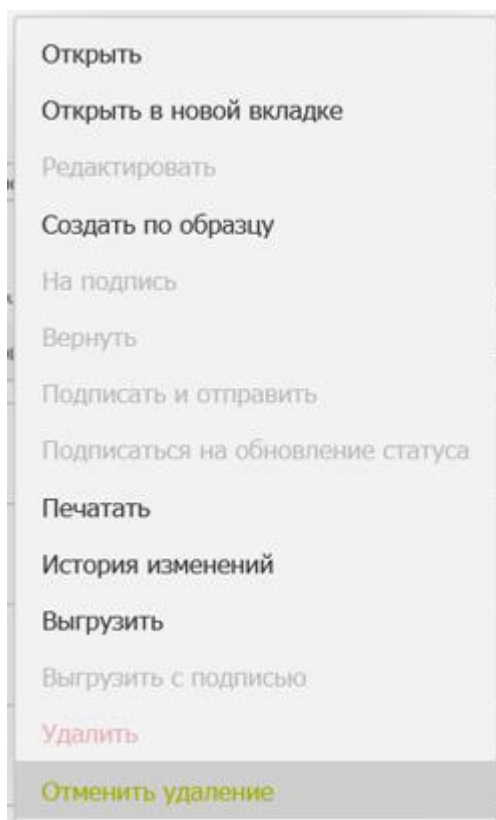 Открыть
Открыть в новой вкладке
Редактировать
Создать по образцу
На подпись
Вернуть
Подписать и отправить
Подписаться на обновление статуса
Печатать
История изменений
Выгрузить
Выгрузить с подписью
Удалить
Отменить удаление